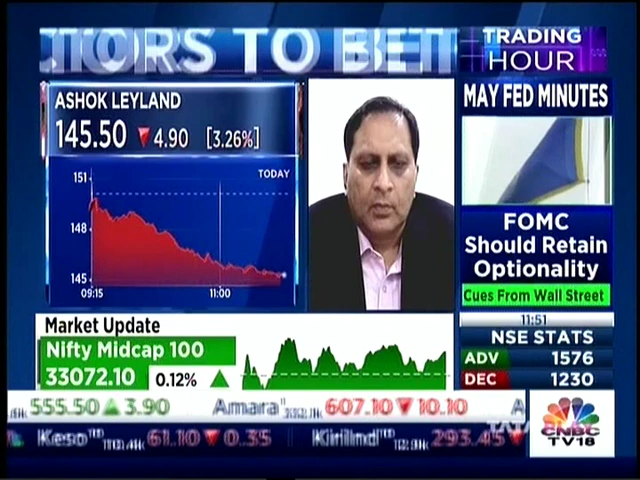 TORS TO BET
TRADING
HOUR
ASHOK LEYLAND
145.50 ▼ 4.90 [3.26%]
TODAY
151
148
145
09:15 11:00
MAY FED MINUTES
FOMC
Should Retain
Optionality
Cues From Wall Street
11:51
NSE STATS
ADV 1576
DEC 1230
Market Update
Nifty Midcap 100
33072.10 0.12% ▲
555.50 ▲ 3.90 Amara 607.10 ▼ 10.10 A
61.10 ▼ 0.35 293.45 ▼
CNBC
TV18